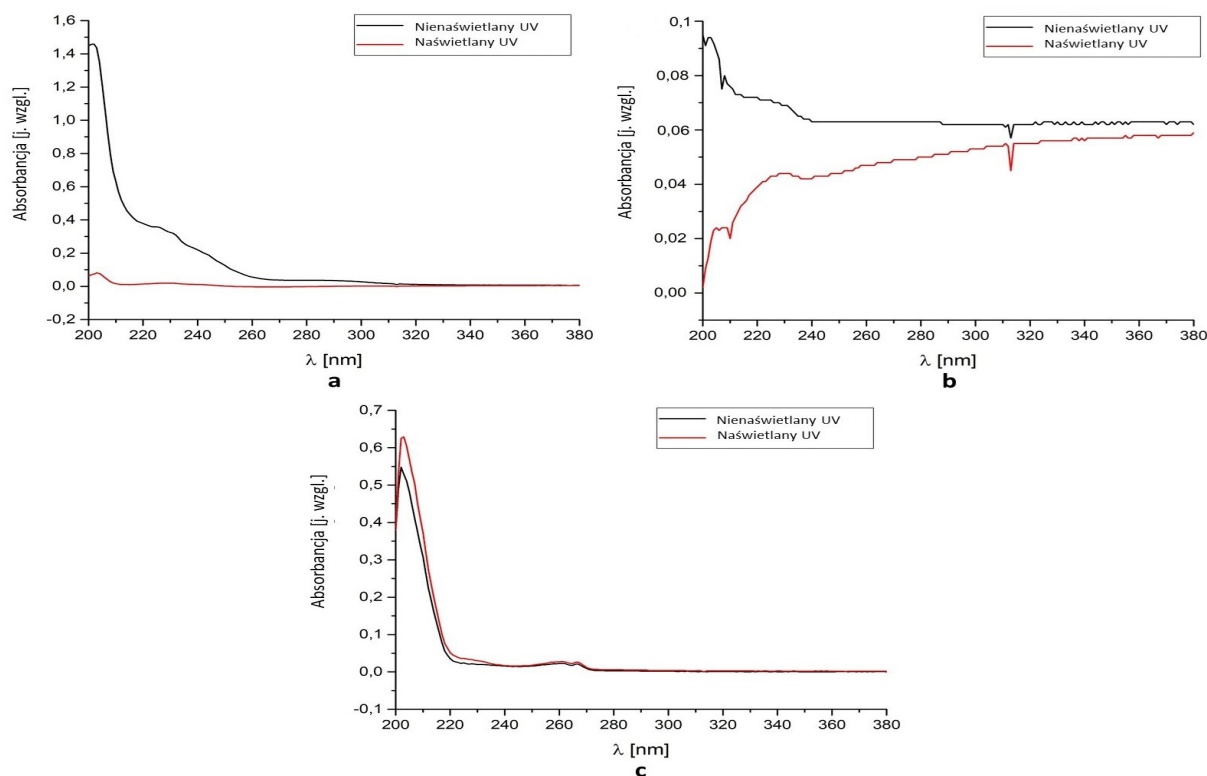 Nienaświetlany UV
Naświetlany UV
Absorbancja [j. wzgl.]
1,6
1,4
1,2
1,0
0,8
0,6
0,4
0,2
0,0
-0,2
200 220 240 260 280 300 320 340 360 380
λ [nm]
a
Nienaświetlany UV
Naświetlany UV
Absorbancja [j. wzgl.]
0,1
0,08
0,06
0,04
0,02
0,00
200 220 240 260 280 300 320 340 360 380
λ [nm]
b
Nienaświetlany UV
Naświetlany UV
Absorbancja [j. wzgl.]
0,7
0,6
0,5
0,4
0,3
0,2
0,1
0,0
-0,1
200 220 240 260 280 300 320 340 360 380
λ [nm]
c